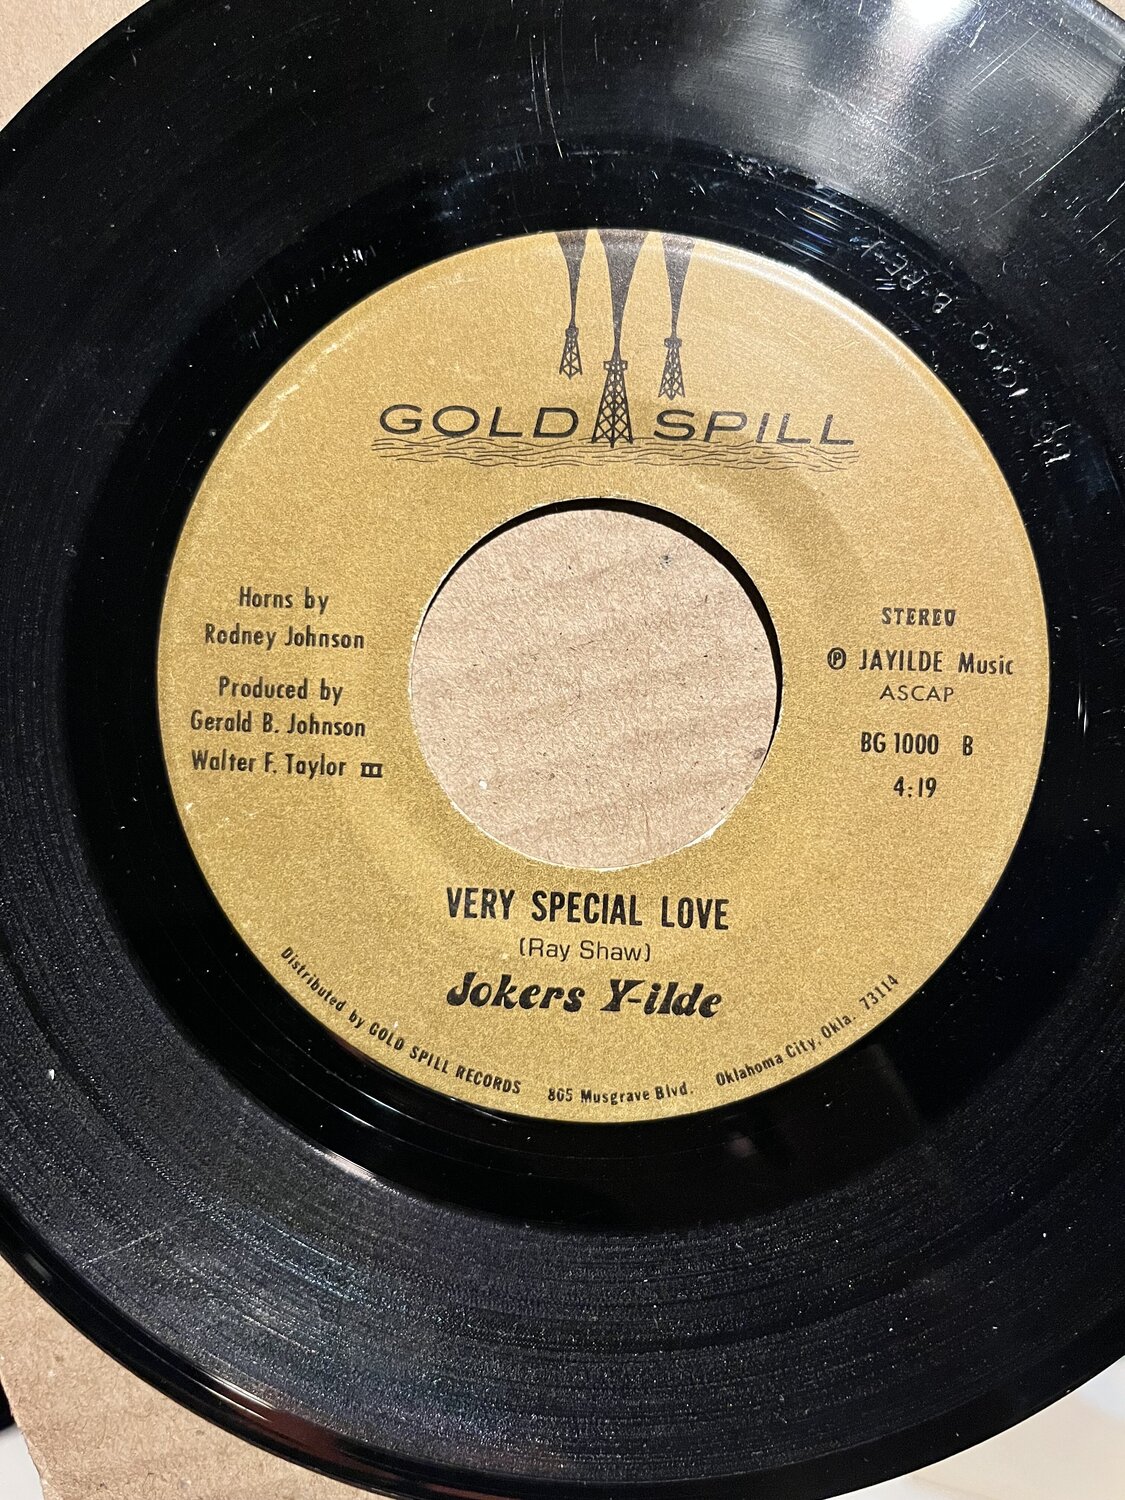 GOLD SPILL
Horns by
Rodney Johnson
Produced by
Gerald B. Johnson
Walter F. Taylor III
STEREO
℗ JAYILDE Music
ASCAP
BG 1000 B
4:19
VERY SPECIAL LOVE
(Ray Shaw)
Jokers Y-ilde
Distributed by GOLD SPILL RECORDS 865 Musgrave Blvd. Oklahoma City, Okla. 73114